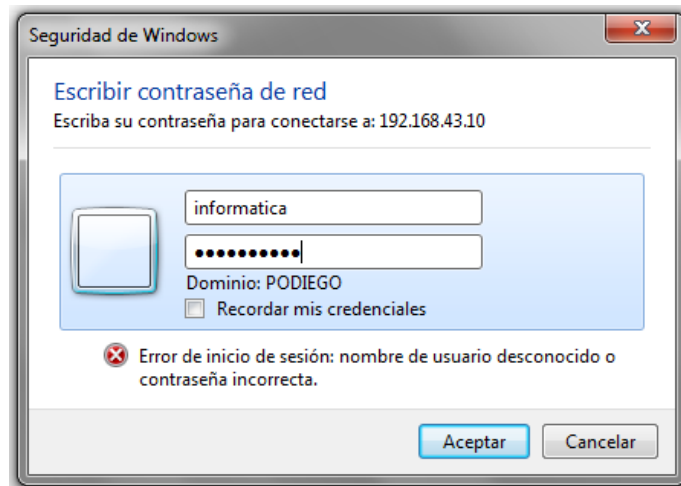 Seguridad de Windows
Escribir contraseña de red
Escriba su contraseña para conectarse a: 192.168.43.10
informatica
●●●●●●●●●●
Dominio: PODIEGO
Recordar mis credenciales
Error de inicio de sesión: nombre de usuario desconocido o
contraseña incorrecta.
Aceptar
Cancelar